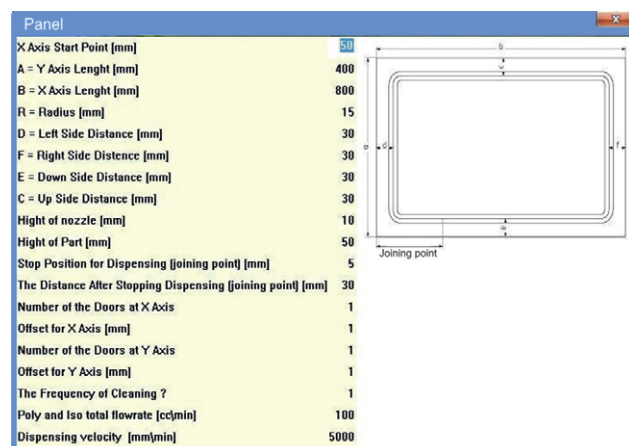 Panel
X
X Axis Start Point [mm] 50
A = Y Axis Lenght [mm] 400
B = X Axis Lenght [mm] 800
R = Radius [mm] 15
D = Left Side Distance [mm] 30
F = Right Side Distence [mm] 30
E = Down Side Distance [mm] 30
C = Up Side Distance [mm] 30
Hight of nozzle [mm] 10
Hight of Part [mm] 50
Stop Position for Dispensing (joining point) [mm] 5
The Distance After Stopping Dispensing (joining point) [mm] 30
Number of the Doors at X Axis 1
Offset for X Axis [mm] 1
Number of the Doors at Y Axis 1
Offset for Y Axis [mm] 1
The Frequency of Cleaning ? 1
Poly and Iso total flowrate [cc\min] 100
Dispensing velocity [mm\min] 5000
b
c
a
d
f
e
Joining point